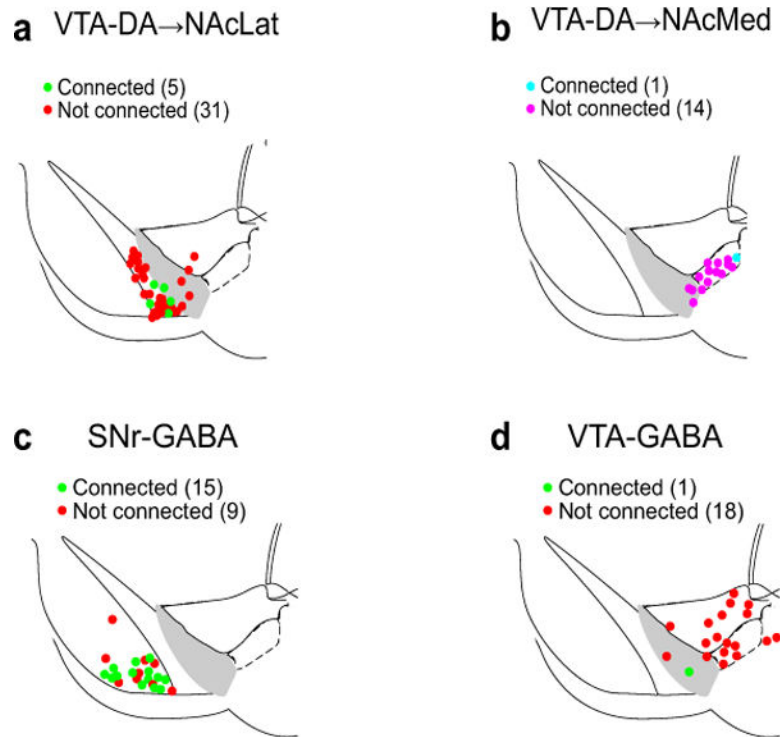 a VTA-DA→NAcLat
Connected (5)
Not connected (31)
b VTA-DA→NAcMed
Connected (1)
Not connected (14)
c SNr-GABA
Connected (15)
Not connected (9)
d VTA-GABA
Connected (1)
Not connected (18)